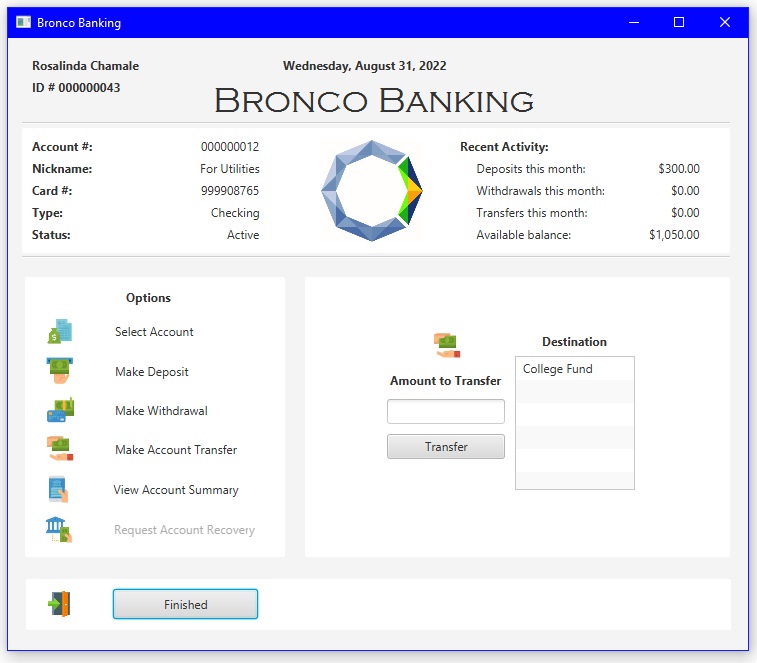 Bronco Banking
Rosalinda Chamale
Wednesday, August 31, 2022
ID # 000000043
BRONCO BANKING
Account #: 000000012
Nickname: For Utilities
Card #: 999908765
Type: Checking
Status: Active
Recent Activity:
Deposits this month: $300.00
Withdrawals this month: $0.00
Transfers this month: $0.00
Available balance: $1,050.00
Options
Select Account
Make Deposit
Make Withdrawal
Make Account Transfer
View Account Summary
Request Account Recovery
Amount to Transfer
Transfer
Destination
College Fund
Finished